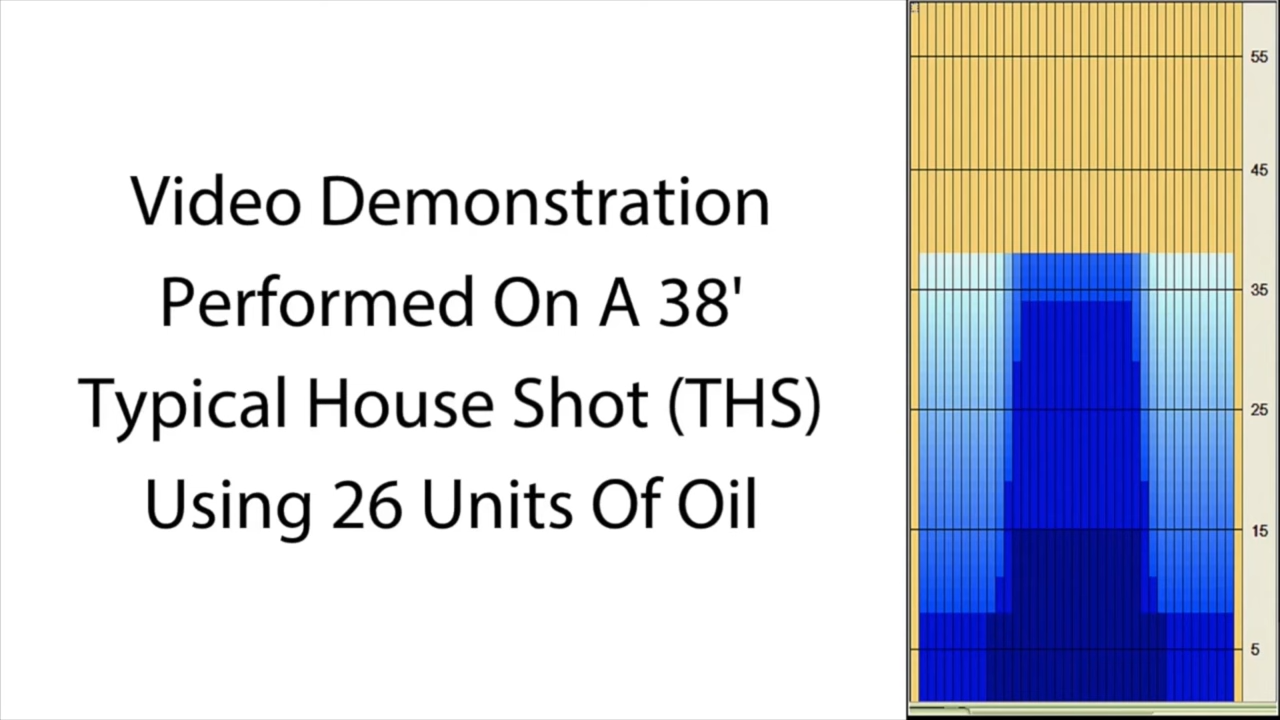 Video Demonstration
Performed On A 38'
Typical House Shot (THS)
Using 26 Units Of Oil
55
45
35
25
15
5